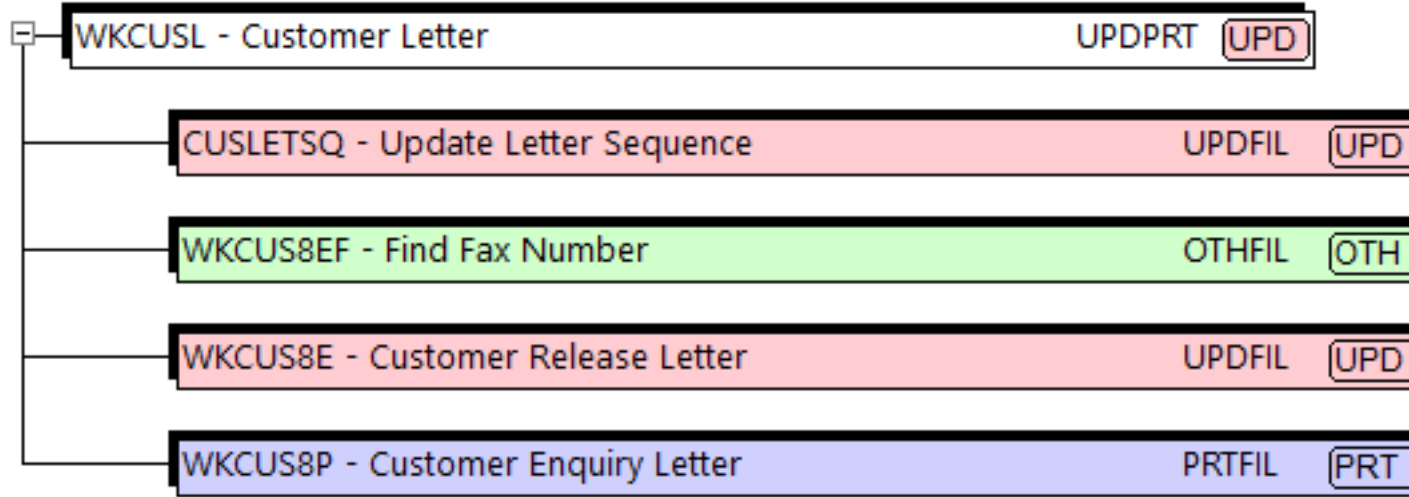 WKCUSL - Customer Letter UPDPRT UPD
CUSLETSQ - Update Letter Sequence UPDFIL UPD
WKCUS8EF - Find Fax Number OTHFIL OTH
WKCUS8E - Customer Release Letter UPDFIL UPD
WKCUS8P - Customer Enquiry Letter PRTFIL PRT